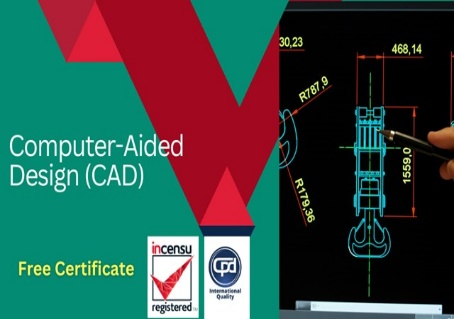 Computer-Aided
Design (CAD)
Free Certificate
incensu
registered
cpd
International
Quality
30,23
468,14
R787,9
1559,0
R179,36